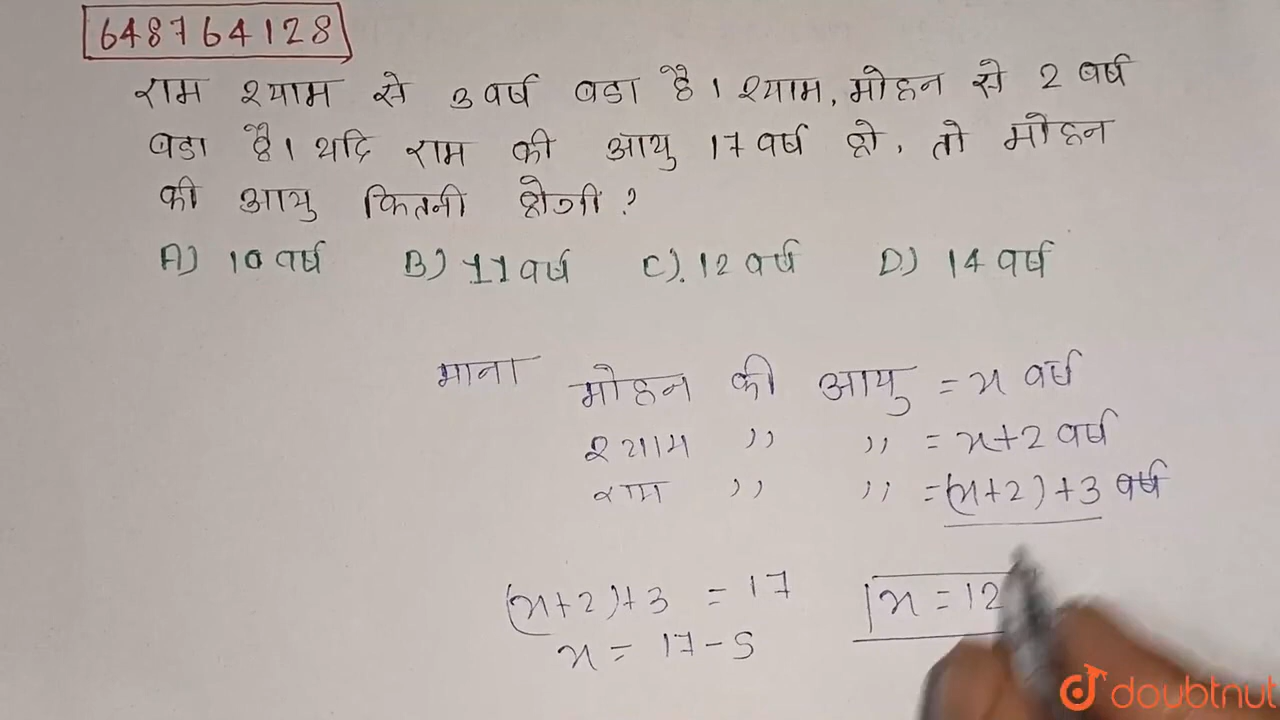 648764128
राम श्याम से 3 वर्ष बडा है। श्याम, मोहन से 2 वर्ष
बडा है। यदि राम की आयु 17 वर्ष हो, तो मोहन
की आयु कितनी होगी?
A) 10 वर्ष B) 11 वर्ष C) 12 वर्ष D) 14 वर्ष
माना मोहन की आयु = x वर्ष
श्याम ,, ,, = x+2 वर्ष
राम ,, ,, = (x+2)+3 वर्ष
(x+2)+3 = 17
x = 17-5
x = 12
doubtnut